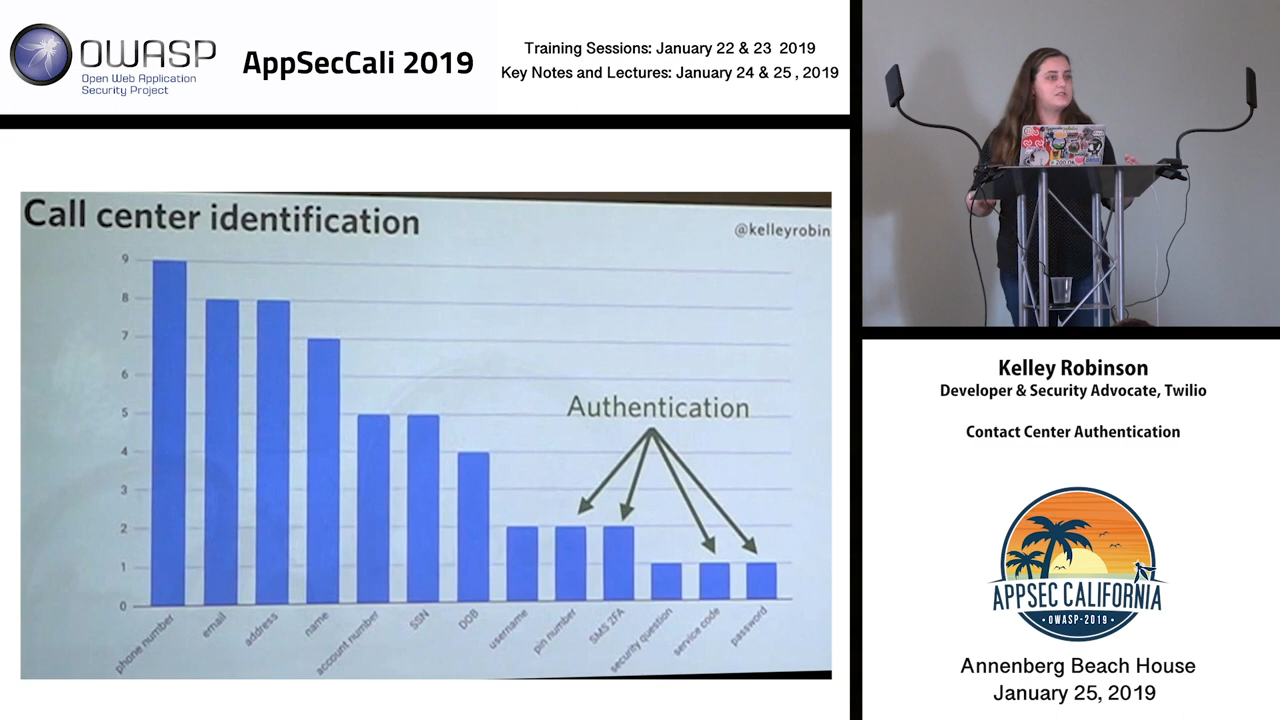 OWASP
Open Web Application
Security Project
AppSecCali 2019
Training Sessions: January 22 & 23 2019
Key Notes and Lectures: January 24 & 25 , 2019
Call center identification
@kelleyrobin
9
8
7
6
5
4
3
2
1
0
Authentication
phone number
email
address
name
account number
SSN
DOB
username
pin number
SMS 2FA
security question
service code
password
Kelley Robinson
Developer & Security Advocate, Twilio
Contact Center Authentication
APPSEC CALIFORNIA
• OWASP-2019 •
Annenberg Beach House
January 25, 2019